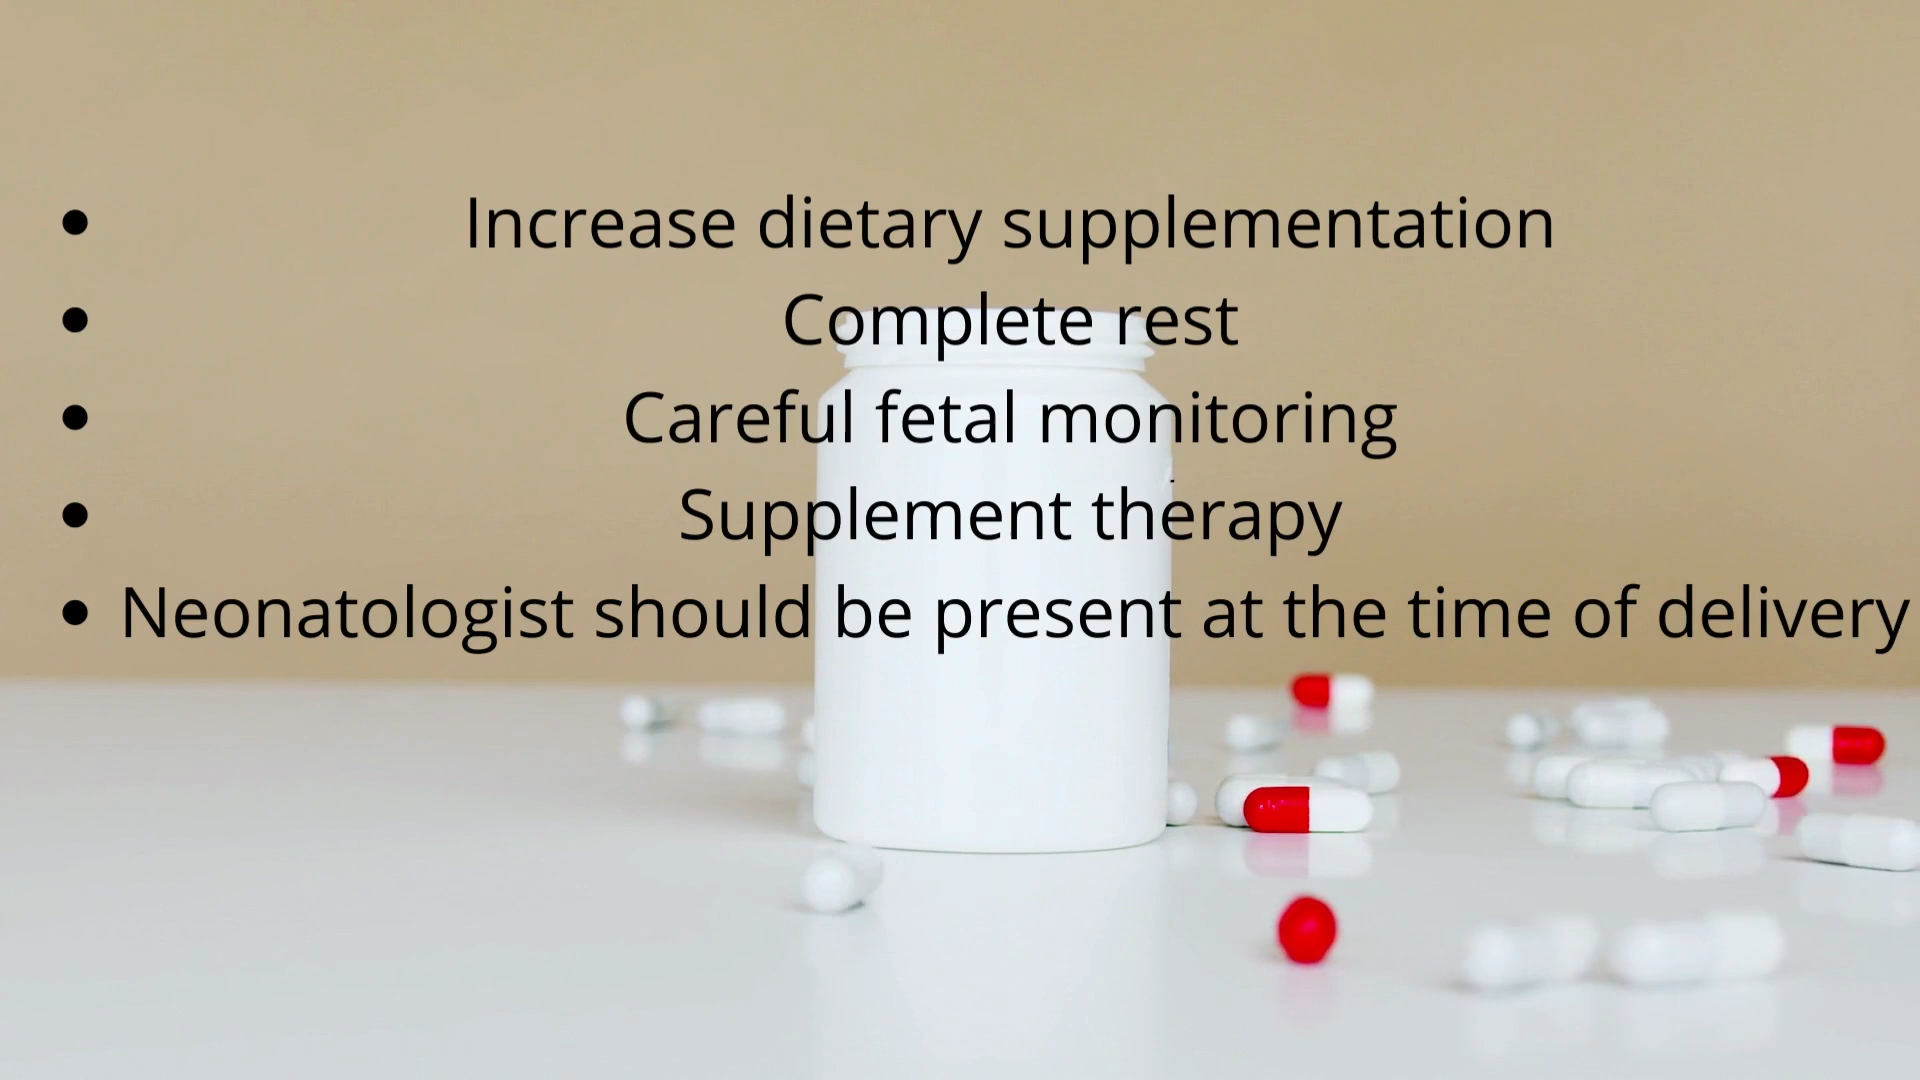 • Increase dietary supplementation
• Complete rest
• Careful fetal monitoring
• Supplement therapy
• Neonatologist should be present at the time of delivery